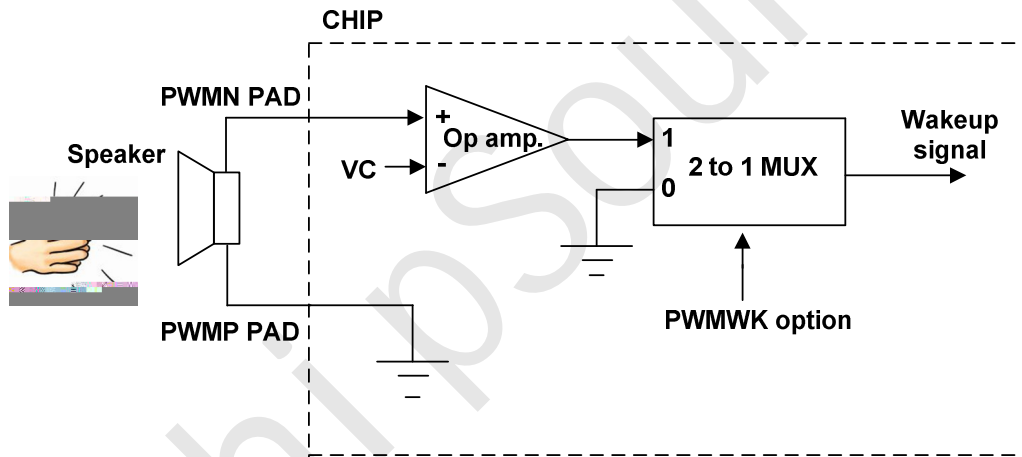 CHIP
PWMN PAD
Speaker
+
Op amp.
VC
-
1
2 to 1 MUX
0
Wakeup
signal
PWMWK option
PWMP PAD